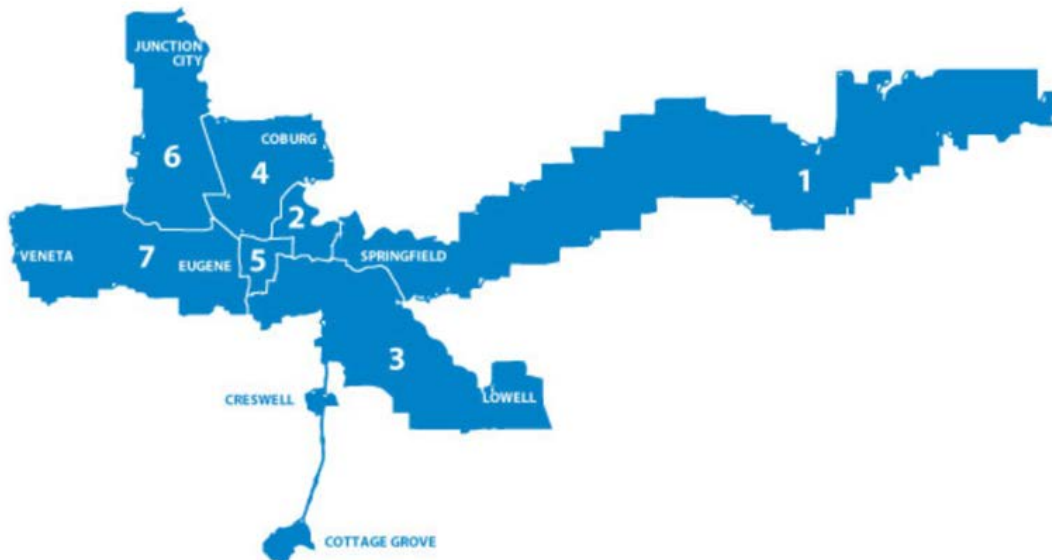 JUNCTION
CITY
6
COBURG
4
1
2
VENETA
7
EUGENE
5
SPRINGFIELD
3
CRESWELL
LOWELL
COTTAGE GROVE